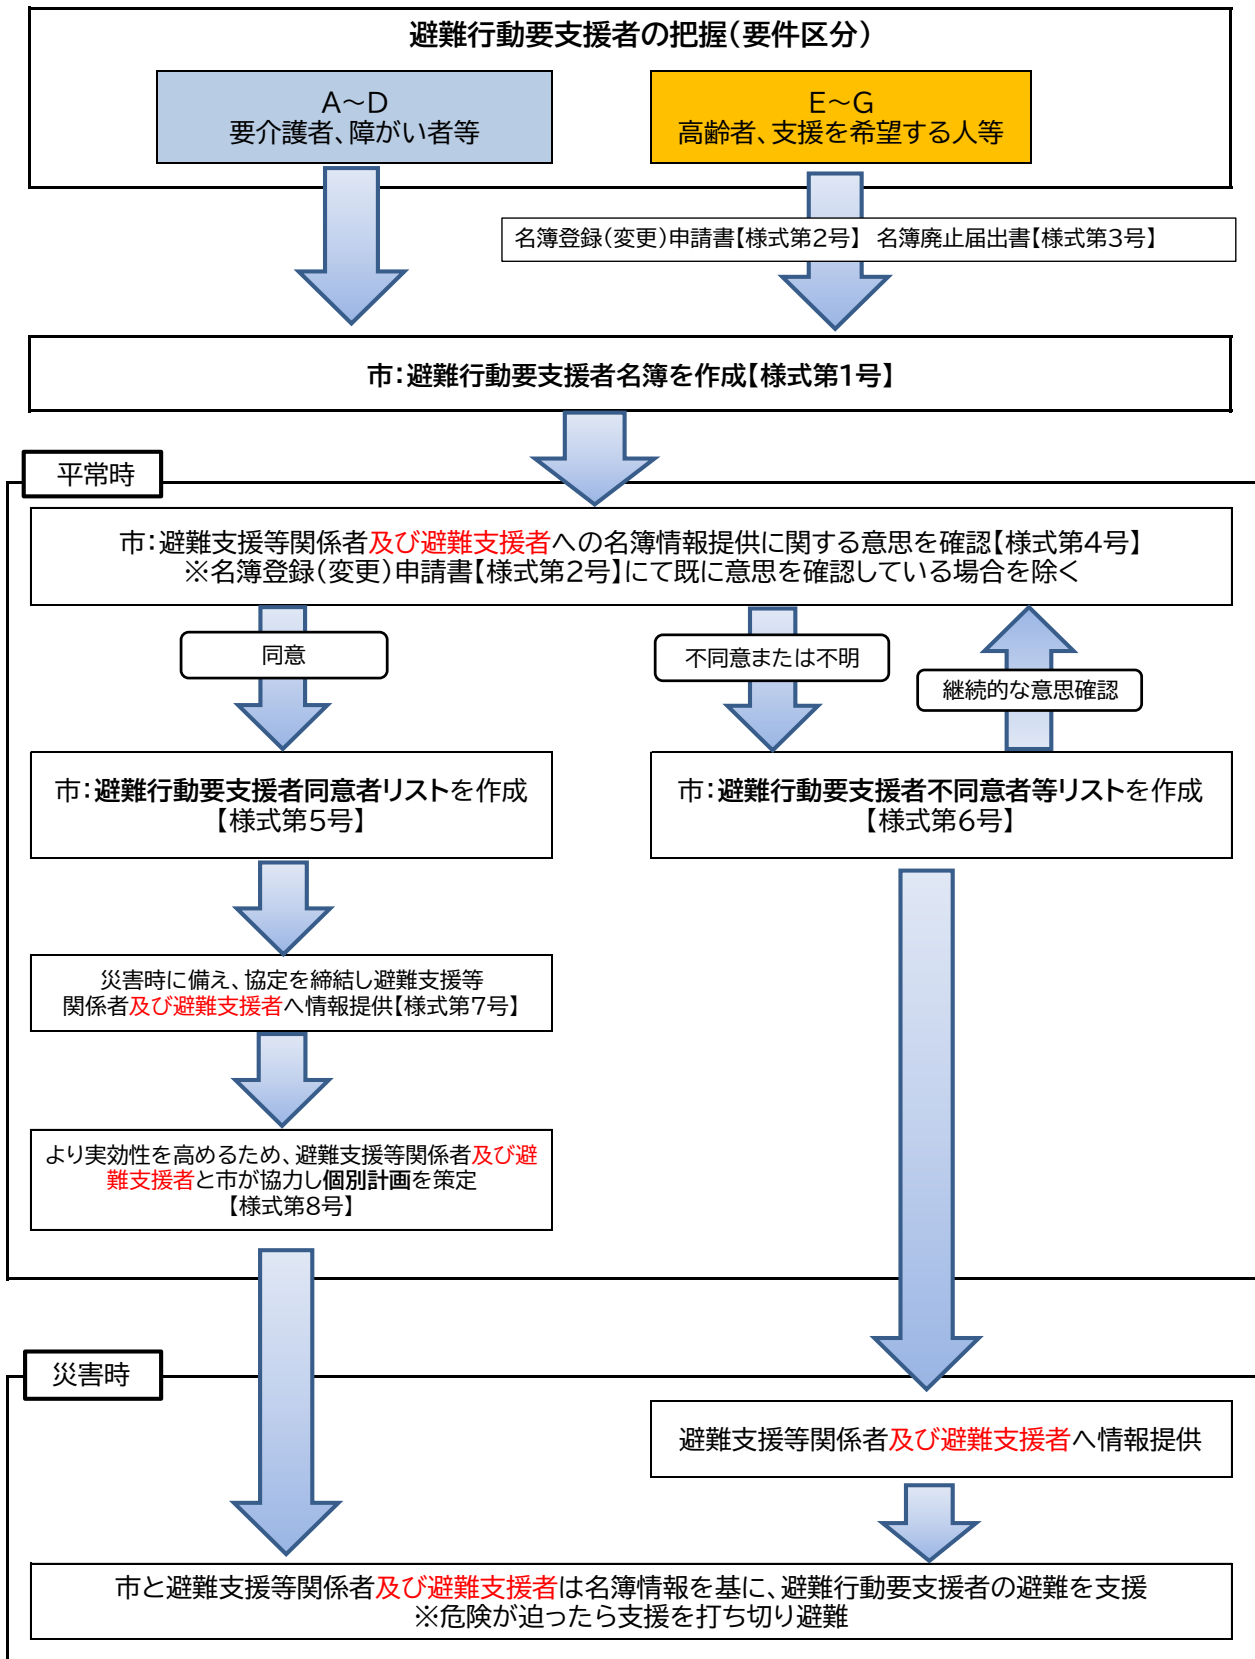 避難行動要支援者の把握(要件区分)
A～D
要介護者、障がい者等
E～G
高齢者、支援を希望する人等
名簿登録(変更)申請書【様式第2号】 名簿廃止届出書【様式第3号】
市：避難行動要支援者名簿を作成【様式第1号】
平常時
市：避難支援等関係者及び避難支援者への名簿情報提供に関する意思を確認【様式第4号】
※名簿登録(変更)申請書【様式第2号】にて既に意思を確認している場合を除く
同意
不同意または不明
継続的な意思確認
市：避難行動要支援者同意者リストを作成
【様式第5号】
市：避難行動要支援者不同意者等リストを作成
【様式第6号】
災害時に備え、協定を締結し避難支援等
関係者及び避難支援者へ情報提供【様式第7号】
より実効性を高めるため、避難支援等関係者及び避
難支援者と市が協力し個別計画を策定
【様式第8号】
災害時
避難支援等関係者及び避難支援者へ情報提供
市と避難支援等関係者及び避難支援者は名簿情報を基に、避難行動要支援者の避難を支援
※危険が迫ったら支援を打ち切り避難